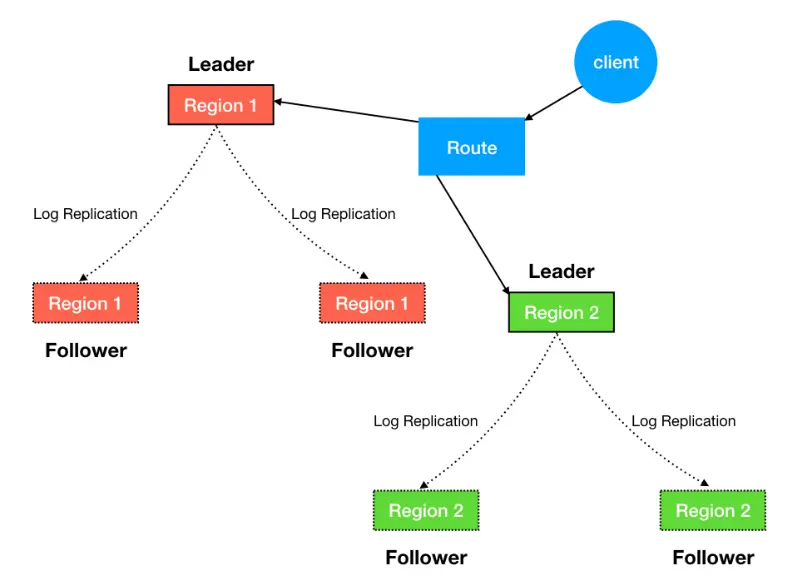 client
Leader
Region 1
Route
Log Replication
Log Replication
Leader
Region 1
Region 1
Region 2
Follower
Follower
Log Replication
Log Replication
Region 2
Region 2
Follower
Follower